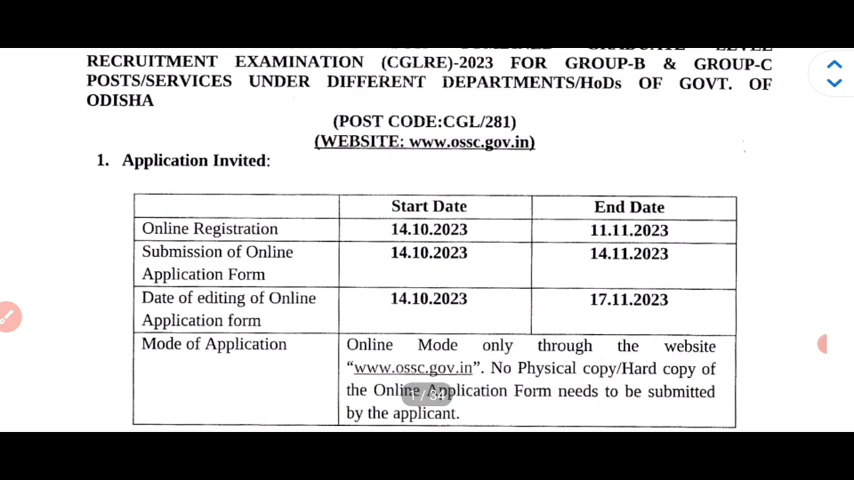 RECRUITMENT EXAMINATION (CGLRE)-2023 FOR GROUP-B & GROUP-C
POSTS/SERVICES UNDER DIFFERENT DEPARTMENTS/HoDs OF GOVT. OF
ODISHA
(POST CODE:CGL/281)
(WEBSITE: www.ossc.gov.in)
1. Application Invited:
Start Date End Date
Online Registration 14.10.2023 11.11.2023
Submission of Online 14.10.2023 14.11.2023
Application Form
Date of editing of Online 14.10.2023 17.11.2023
Application form
Mode of Application Online Mode only through the website
“www.ossc.gov.in”. No Physical copy/Hard copy of
the Online Application Form needs to be submitted
by the applicant.